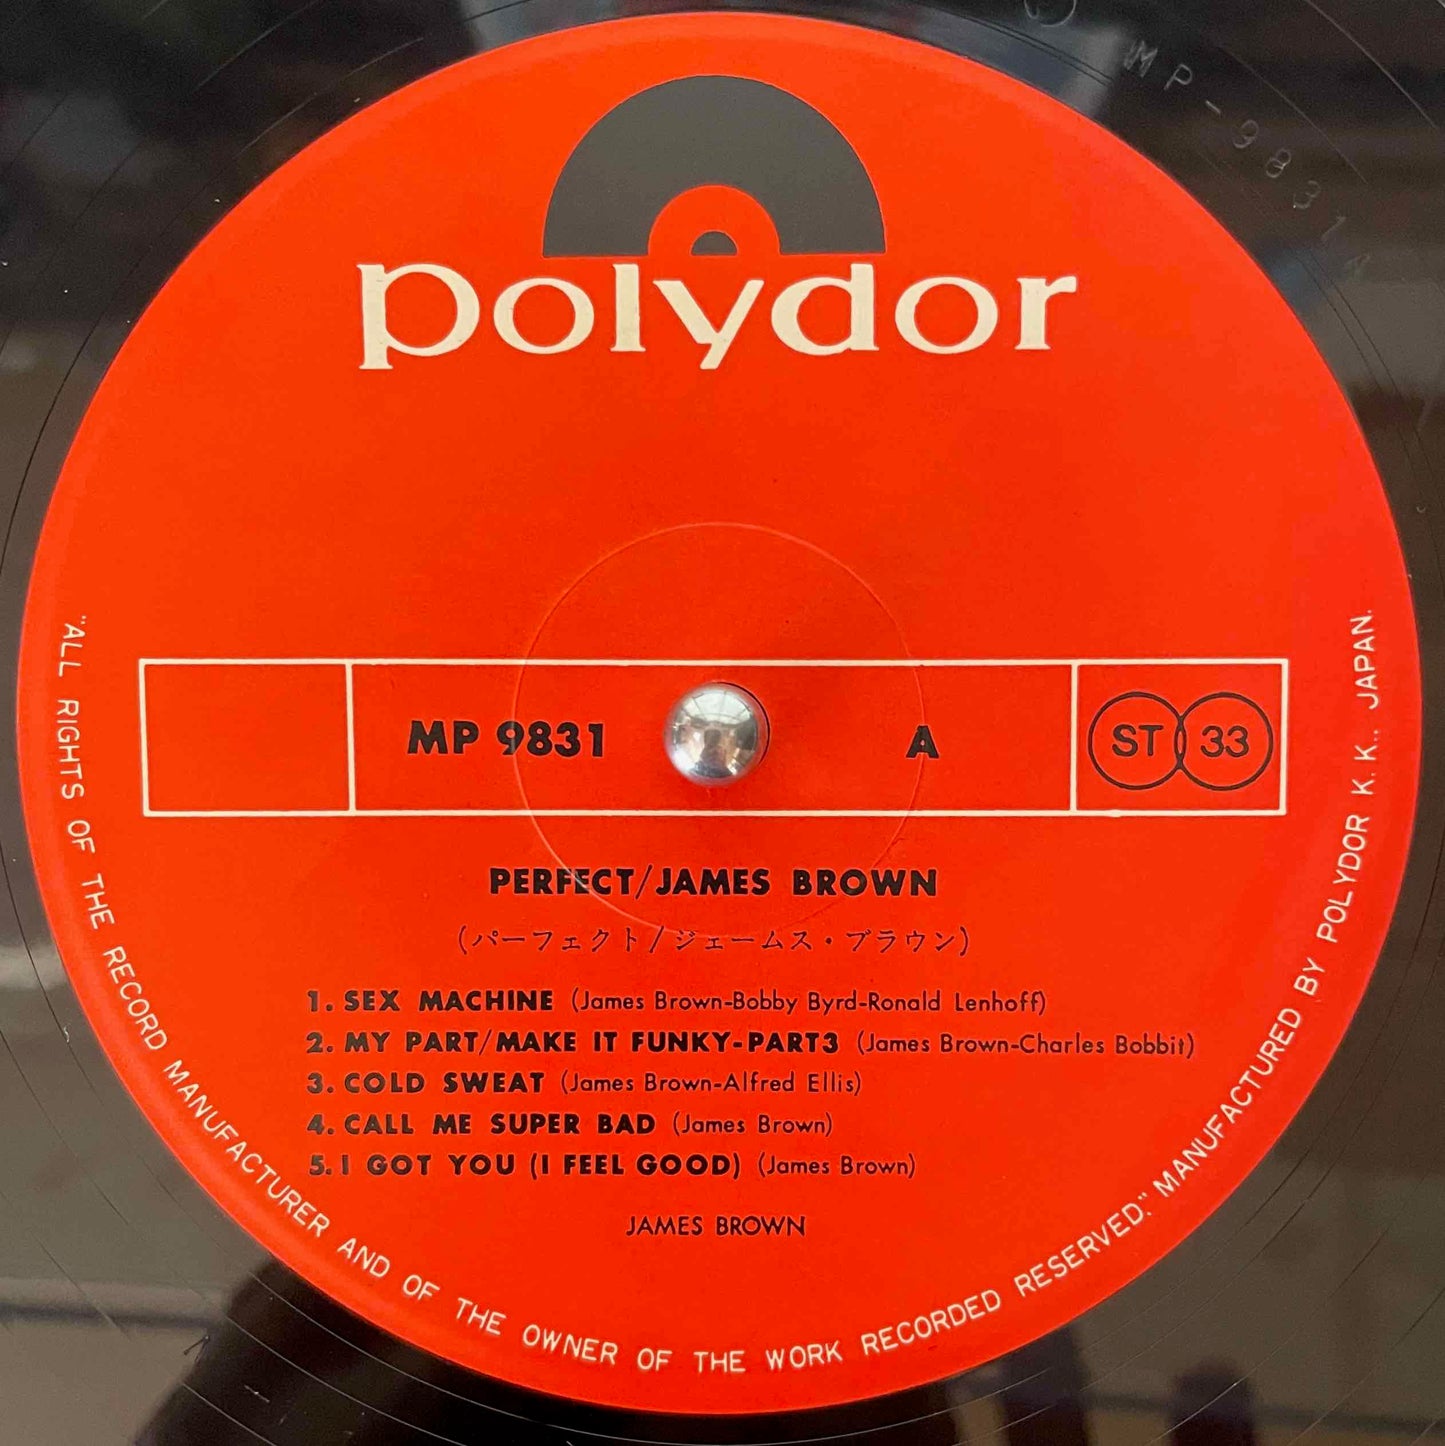 MP-9831A
polydor
MP 9831
A
ST 33
PERFECT/JAMES BROWN
(パーフェクト/ジェームス・ブラウン)
1. SEX MACHINE (James Brown-Bobby Byrd-Ronald Lenhoff)
2. MY PART/MAKE IT FUNKY-PART3 (James Brown-Charles Bobbit)
3. COLD SWEAT (James Brown-Alfred Ellis)
4. CALL ME SUPER BAD (James Brown)
5. I GOT YOU (I FEEL GOOD) (James Brown)
JAMES BROWN
"ALL RIGHTS OF THE RECORD MANUFACTURER AND OF THE OWNER OF THE WORK RECORDED RESERVED." MANUFACTURED BY POLYDOR K.K., JAPAN.